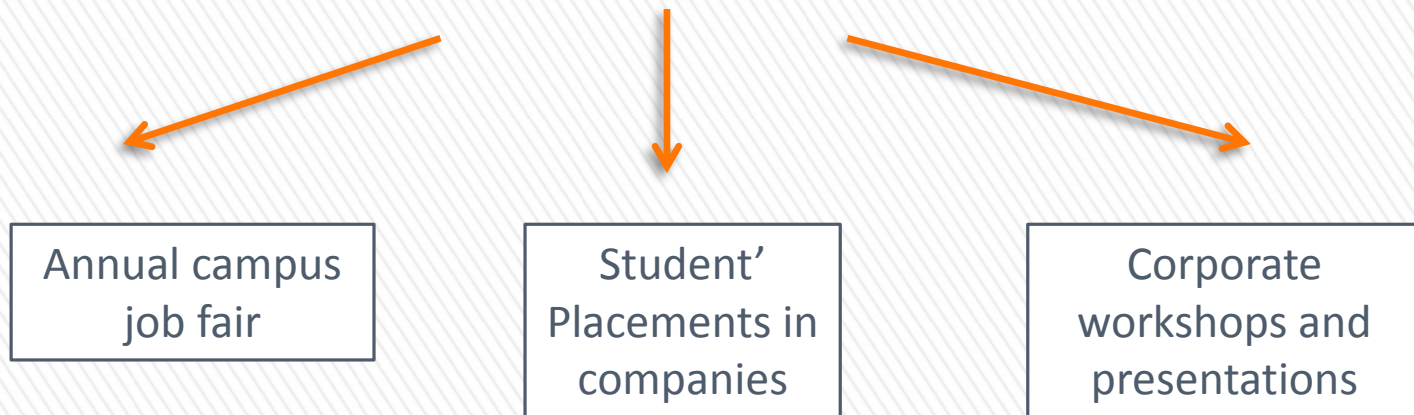 Annual campus
job fair
Student’
Placements in
companies
Corporate
workshops and
presentations